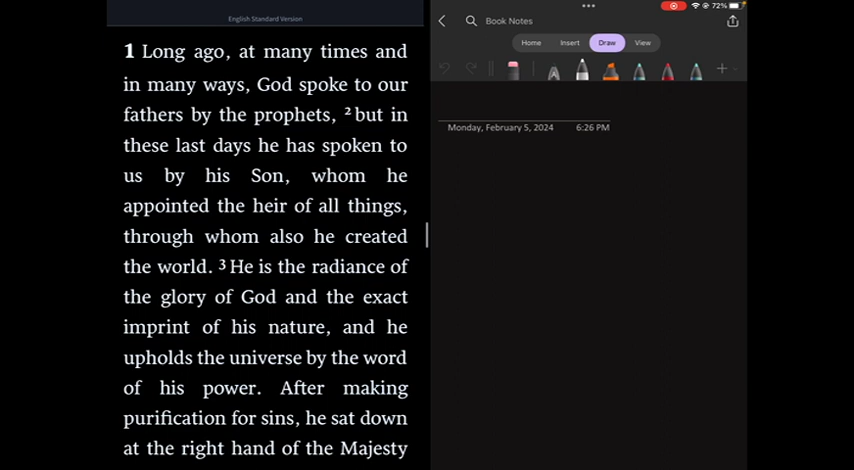 English Standard Version
1 Long ago, at many times and
in many ways, God spoke to our
fathers by the prophets, 2 but in
these last days he has spoken to
us by his Son, whom he
appointed the heir of all things,
through whom also he created
the world. 3 He is the radiance of
the glory of God and the exact
imprint of his nature, and he
upholds the universe by the word
of his power. After making
purification for sins, he sat down
at the right hand of the Majesty
72%
Book Notes
Home Insert Draw View
A
Monday, February 5, 2024 6:26 PM